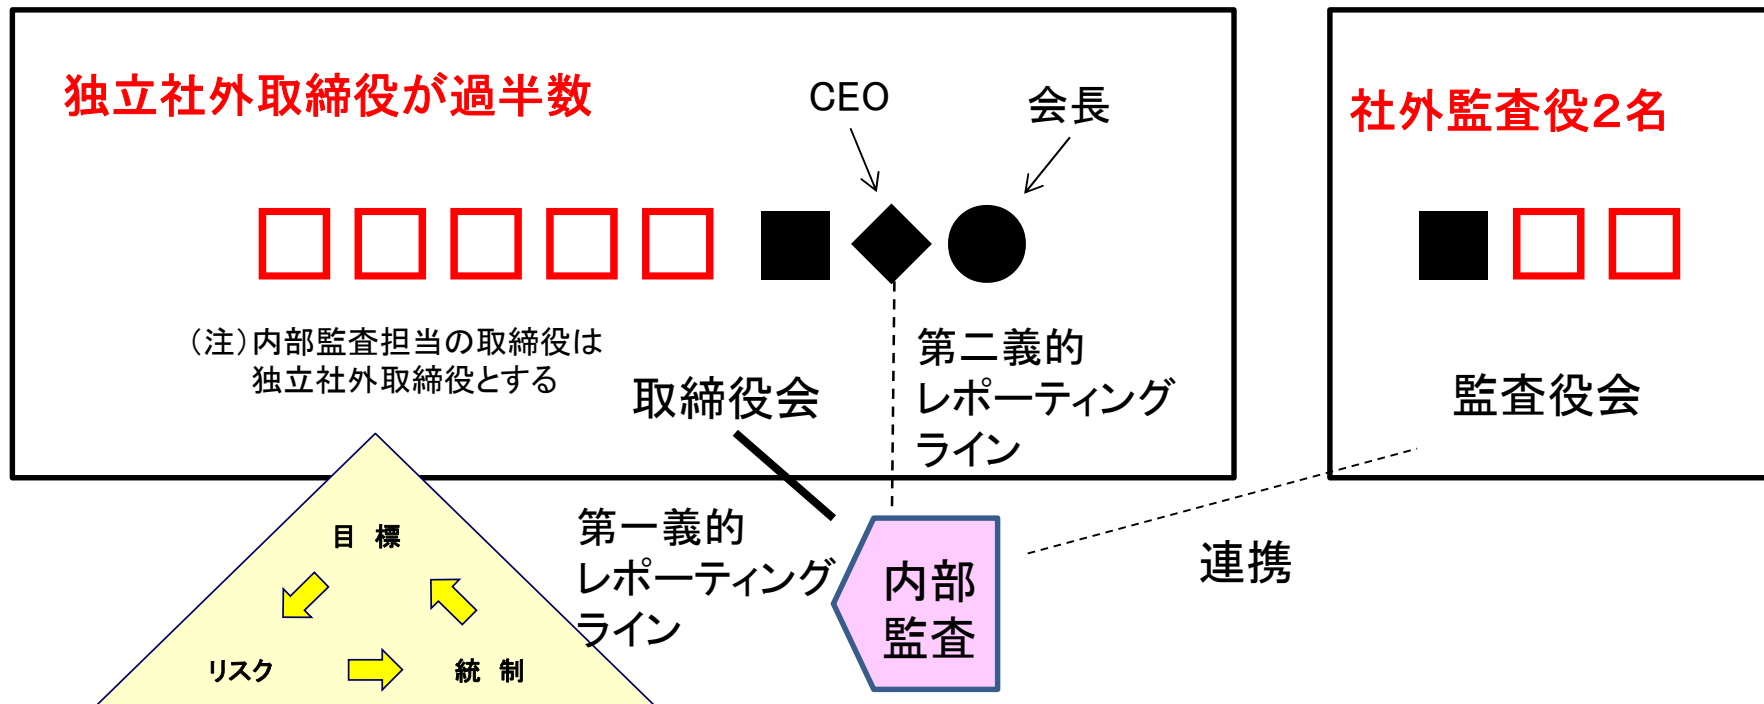 独立社外取締役が過半数
CEO
会長
社外監査役2名
(注)内部監査担当の取締役は
独立社外取締役とする
取締役会
第二義的
レポーティング
ライン
監査役会
目 標
リスク
統 制
第一義的
レポーティング
ライン
内部
監査
連携